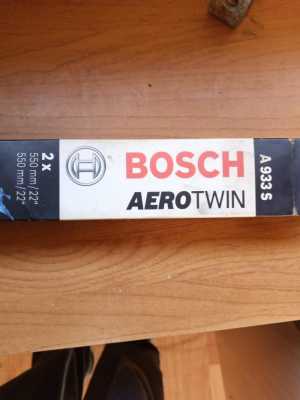 2 x
550 mm / 22"
550 mm / 22"
BOSCH
AEROTWIN
A 933 S